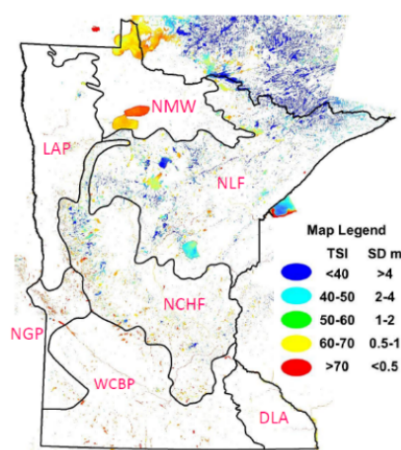 NMW
LAP
NLF
Map Legend
TSI SD m
<40 >4
40-50 2-4
50-60 1-2
60-70 0.5-1
>70 <0.5
NCHF
NGP
WCBP
DLA